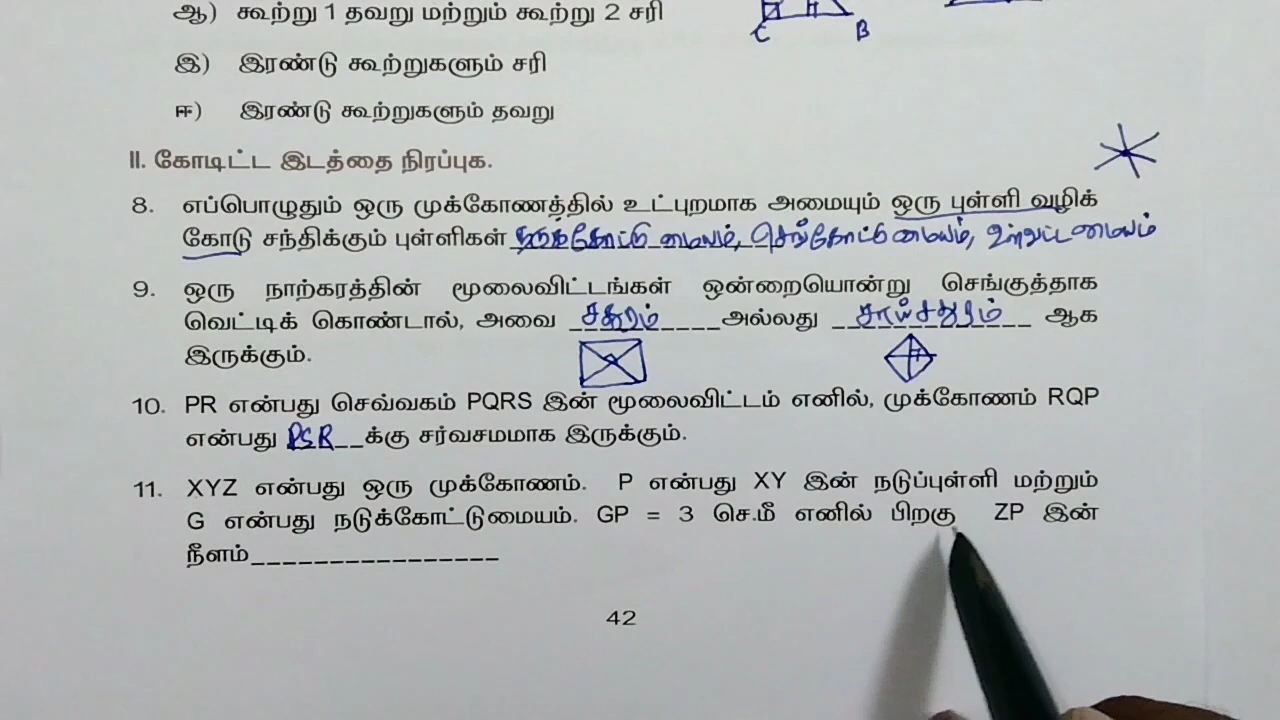 ஆ) கூற்று 1 தவறு மற்றும் கூற்று 2 சரி
C B
இ) இரண்டு கூற்றுகளும் சரி
ஈ) இரண்டு கூற்றுகளும் தவறு
II. கோடிட்ட இடத்தை நிரப்புக.
8. எப்பொழுதும் ஒரு முக்கோணத்தில் உட்புறமாக அமையும் ஒரு புள்ளி வழிக்
கோடு சந்திக்கும் புள்ளிகள் நடுக்கோட்டு மையம், செங்கோட்டு மையம், உள்வட்ட மையம்
9. ஒரு நாற்கரத்தின் மூலைவிட்டங்கள் ஒன்றையொன்று செங்குத்தாக
வெட்டிக் கொண்டால், அவை சதுரம் அல்லது சாய்சதுரம் ஆக
இருக்கும்.
10. PR என்பது செவ்வகம் PQRS இன் மூலைவிட்டம் எனில், முக்கோணம் RQP
என்பது PSR __க்கு சர்வசமமாக இருக்கும்.
11. XYZ என்பது ஒரு முக்கோணம். P என்பது XY இன் நடுப்புள்ளி மற்றும்
G என்பது நடுக்கோட்டுமையம். GP = 3 செ.மீ எனில் பிறகு ZP இன்
நீளம்________________
42